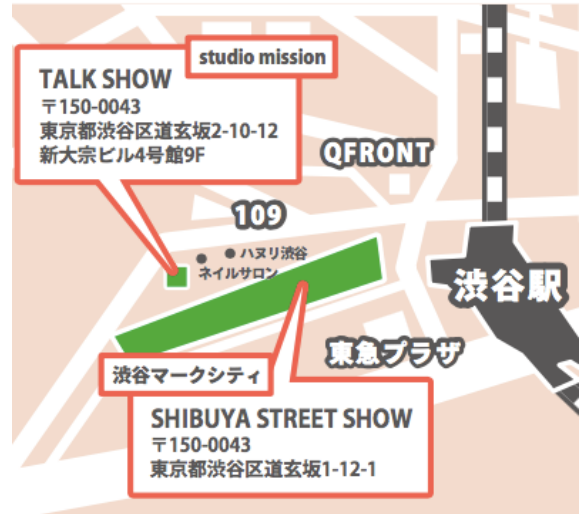 studio mission
TALK SHOW
〒150-0043
東京都渋谷区道玄坂2-10-12
新大宗ビル4号館9F
QFRONT
109
ハヌリ渋谷
ネイルサロン
渋谷駅
東急プラザ
渋谷マークシティ
SHIBUYA STREET SHOW
〒150-0043
東京都渋谷区道玄坂1-12-1